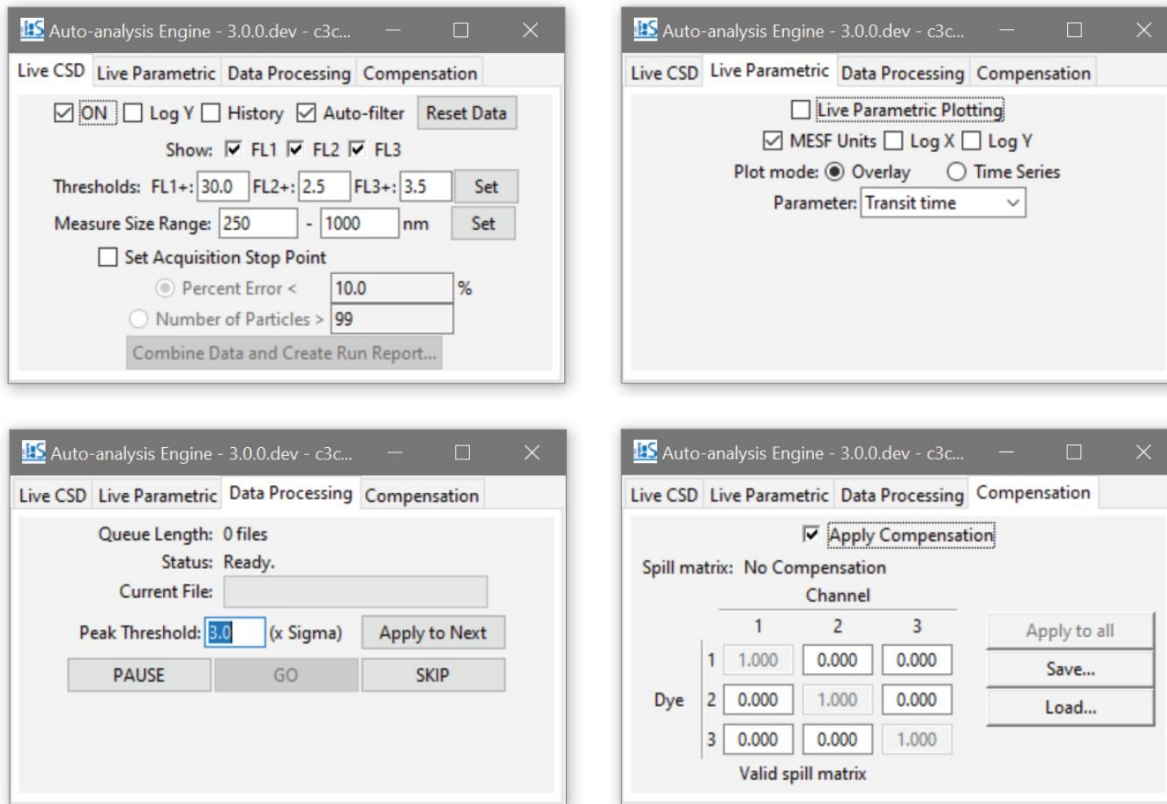 Auto-analysis Engine - 3.0.0.dev - c3c...
Live CSD Live Parametric Data Processing Compensation
ON Log Y History Auto-filter Reset Data
Show: FL1 FL2 FL3
Thresholds: FL1+: 30.0 FL2+: 2.5 FL3+: 3.5 Set
Measure Size Range: 250 - 1000 nm Set
Set Acquisition Stop Point
Percent Error < 10.0 %
Number of Particles > 99
Combine Data and Create Run Report...
Auto-analysis Engine - 3.0.0.dev - c3c...
Live CSD Live Parametric Data Processing Compensation
Live Parametric Plotting
MESF Units Log X Log Y
Plot mode: Overlay Time Series
Parameter: Transit time
Auto-analysis Engine - 3.0.0.dev - c3c...
Live CSD Live Parametric Data Processing Compensation
Queue Length: 0 files
Status: Ready.
Current File:
Peak Threshold: 3.0 (x Sigma) Apply to Next
PAUSE GO SKIP
Auto-analysis Engine - 3.0.0.dev - c3c...
Live CSD Live Parametric Data Processing Compensation
Apply Compensation
Spill matrix: No Compensation
Channel
1 2 3 Apply to all
1 1.000 0.000 0.000 Save...
Dye 2 0.000 1.000 0.000 Load...
3 0.000 0.000 1.000
Valid spill matrix